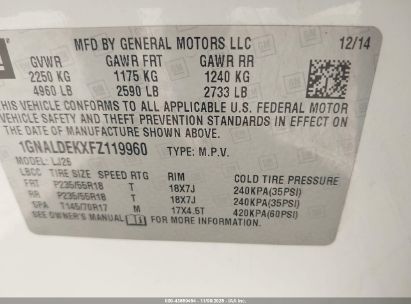 MFD BY GENERAL MOTORS LLC 12/14
GVWR GAWR FRT GAWR RR
2250 KG 1175 KG 1240 KG
4960 LB 2590 LB 2733 LB
THIS VEHICLE CONFORMS TO ALL APPLICABLE U.S. FEDERAL MOTOR
VEHICLE SAFETY AND THEFT PREVENTION STANDARDS IN EFFECT ON
THE DATE OF MANUFACTURE SHOWN ABOVE.
1GNALDEKXFZ119960 TYPE: M.P.V.
MODEL: LJ26
LBCC TIRE SIZE SPEED RTG RIM COLD TIRE PRESSURE
FRT P235/55R18 T 18X7J 240KPA(35PSI)
RR P235/55R18 T 18X7J 240KPA(35PSI)
SPA T145/70R17 M 17X4.5T 420KPA(60PSI)
SEE OWNER'S MANUAL FOR MORE INFORMATION.